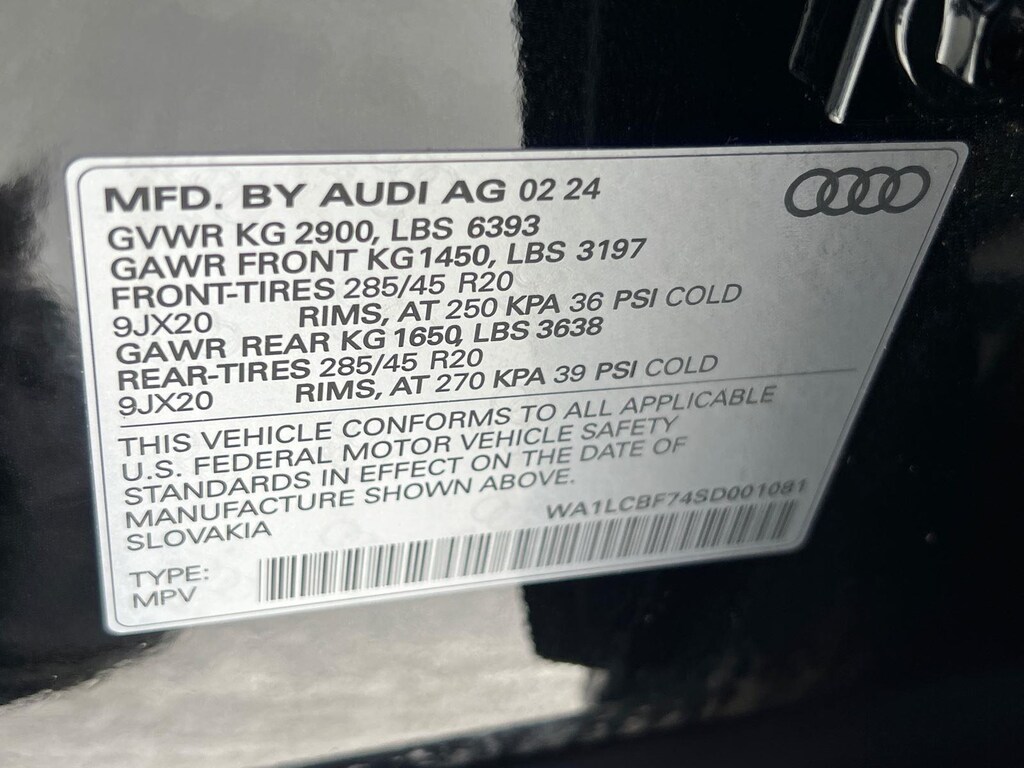 MFD. BY AUDI AG 02 24
GVWR KG 2900, LBS 6393
GAWR FRONT KG 1450, LBS 3197
FRONT-TIRES 285/45 R20
9JX20 RIMS, AT 250 KPA 36 PSI COLD
GAWR REAR KG 1650, LBS 3638
REAR-TIRES 285/45 R20
9JX20 RIMS, AT 270 KPA 39 PSI COLD
THIS VEHICLE CONFORMS TO ALL APPLICABLE
U.S. FEDERAL MOTOR VEHICLE SAFETY
STANDARDS IN EFFECT ON THE DATE OF
MANUFACTURE SHOWN ABOVE.
SLOVAKIA WA1LCBF74SD001081
TYPE:
MPV